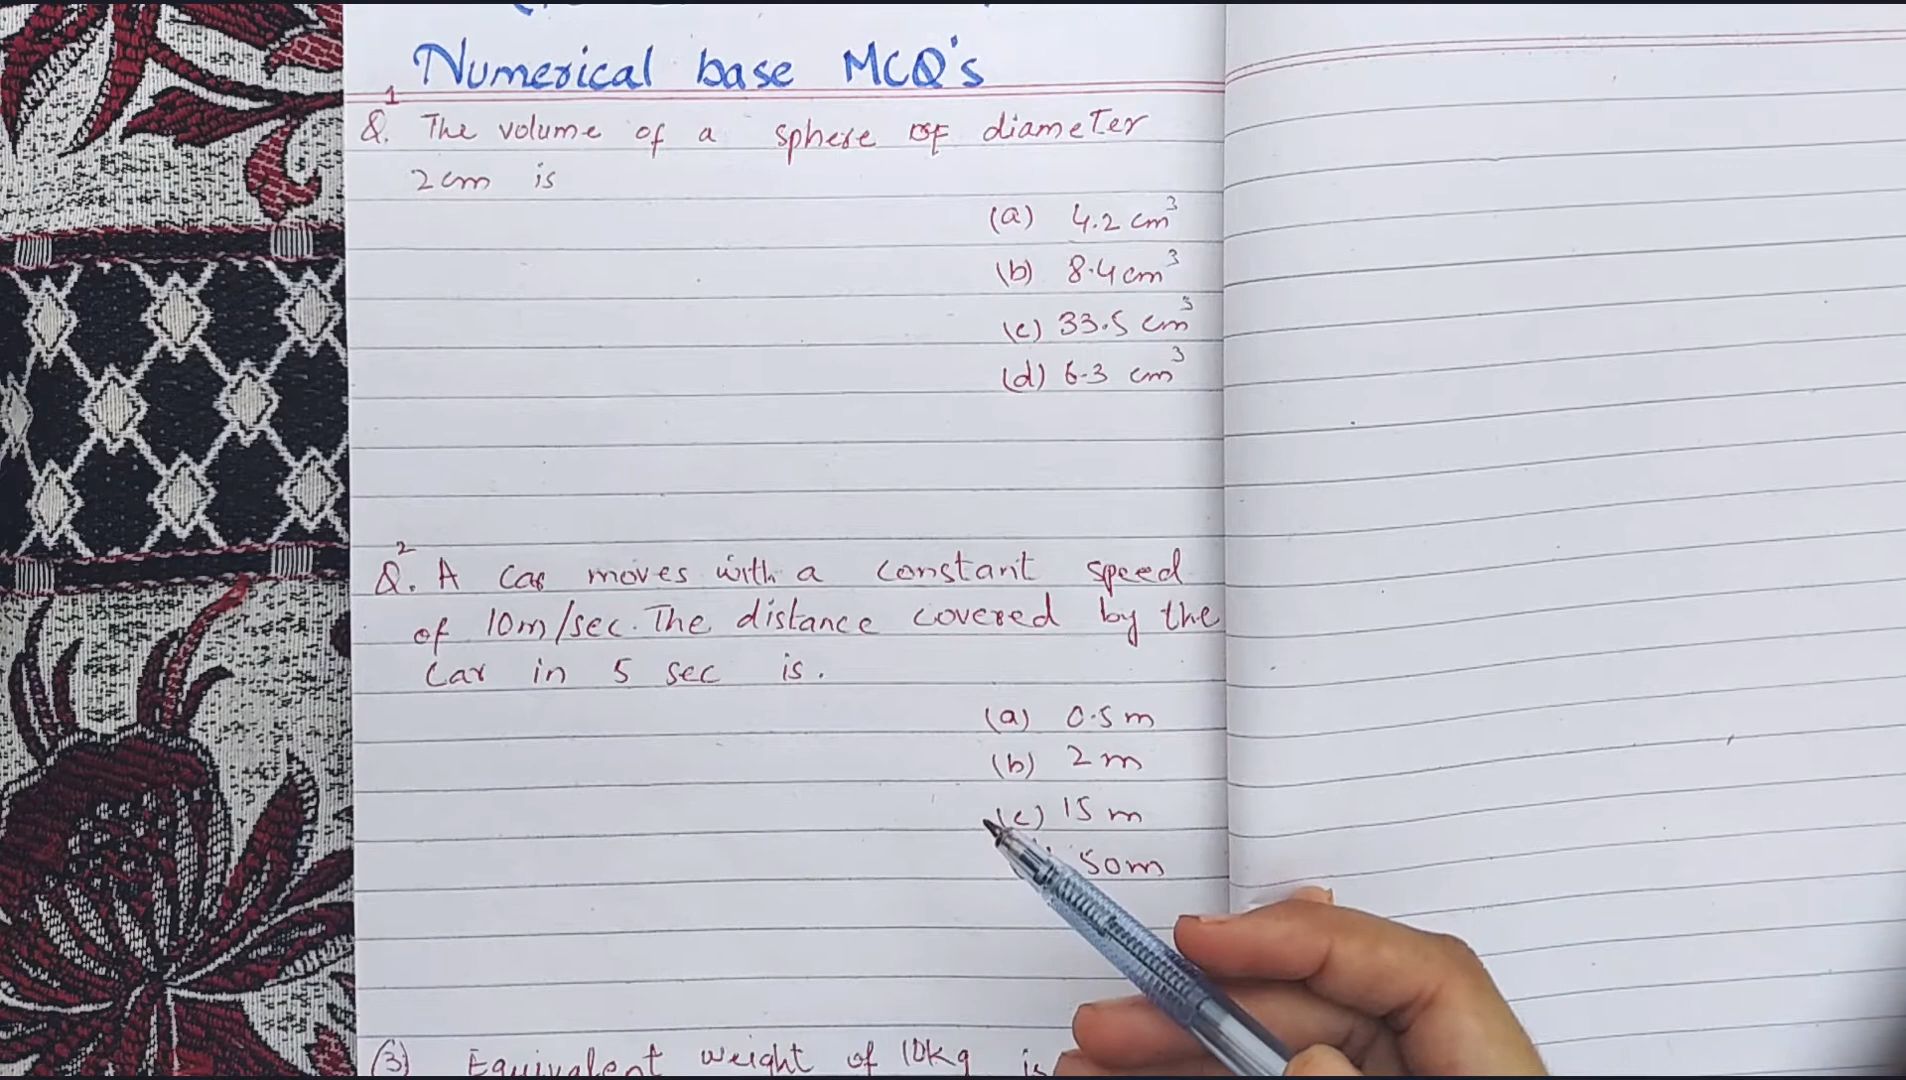 Numerical base MCQ's
Q.1 The volume of a sphere of diameter
2cm is
(a) 4.2 cm³
(b) 8.4 cm³
(c) 33.5 cm³
(d) 6.3 cm³
Q.2 A car moves with a constant speed
of 10m/sec. The distance covered by the
car in 5 sec is.
(a) 0.5 m
(b) 2 m
(c) 15 m
50m
(3) Equivalent weight of 10kg is